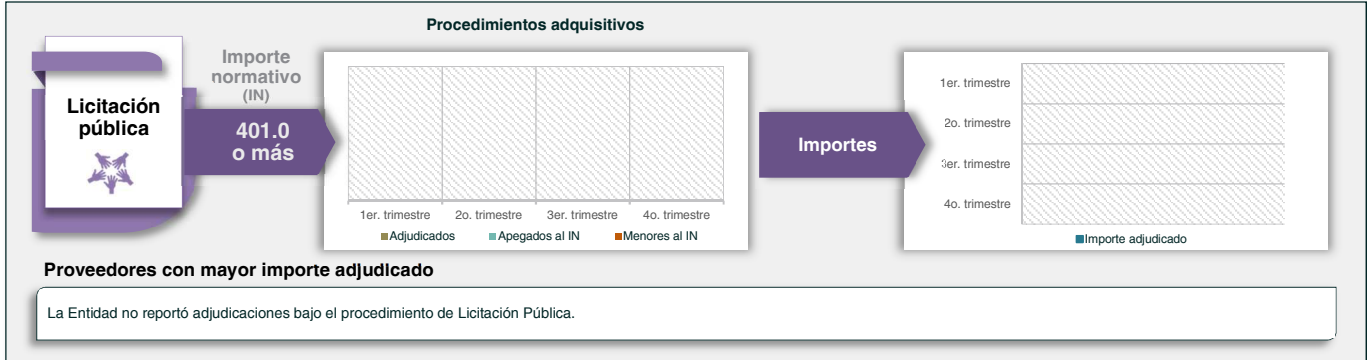 Procedimientos adquisitivos
Licitación
pública
Importe
normativo
(IN)
401.0
o más
1er. trimestre 2o. trimestre 3er. trimestre 4o. trimestre
Adjudicados Apegados al IN Menores al IN
Importes
1er. trimestre
2o. trimestre
3er. trimestre
4o. trimestre
Importe adjudicado
Proveedores con mayor importe adjudicado
La Entidad no reportó adjudicaciones bajo el procedimiento de Licitación Pública.